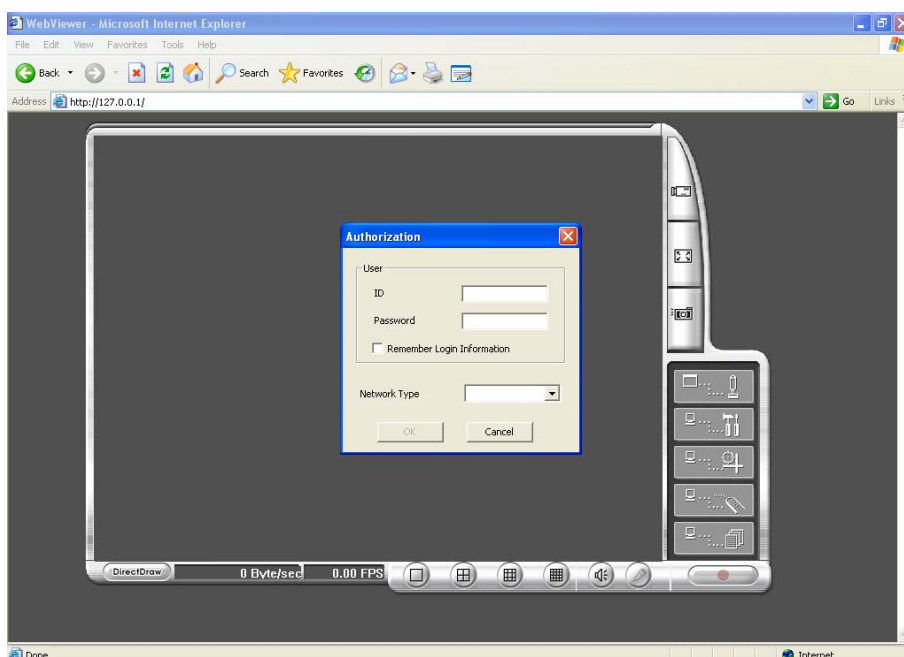 WebViewer - Microsoft Internet Explorer
File Edit View Favorites Tools Help
Back Search Favorites
Address http://127.0.0.1/ Go Links
Authorization
User
ID
Password
Remember Login Information
Network Type
OK Cancel
DirectDraw 0 Byte/sec 0.00 FPS
Done Internet